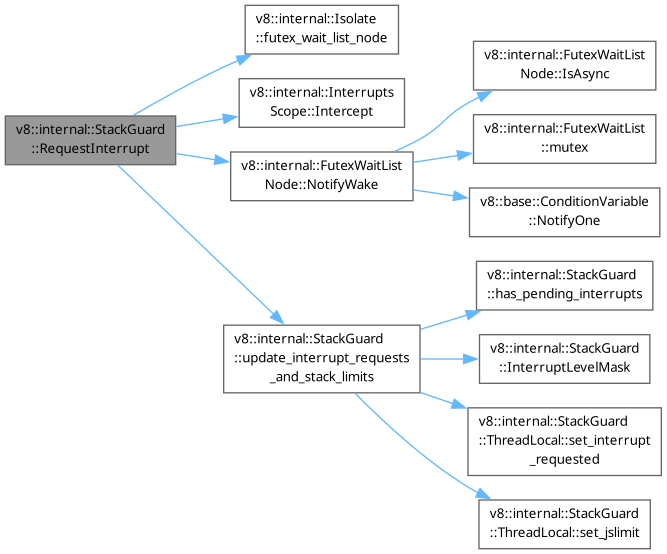 v8::internal::StackGuard
::RequestInterrupt
v8::internal::Isolate
::futex_wait_list_node
v8::internal::Interrupts
Scope::Intercept
v8::internal::FutexWaitList
Node::NotifyWake
v8::internal::FutexWaitList
Node::IsAsync
v8::internal::FutexWaitList
::mutex
v8::base::ConditionVariable
::NotifyOne
v8::internal::StackGuard
::update_interrupt_requests
_and_stack_limits
v8::internal::StackGuard
::has_pending_interrupts
v8::internal::StackGuard
::InterruptLevelMask
v8::internal::StackGuard
::ThreadLocal::set_interrupt
_requested
v8::internal::StackGuard
::ThreadLocal::set_jslimit